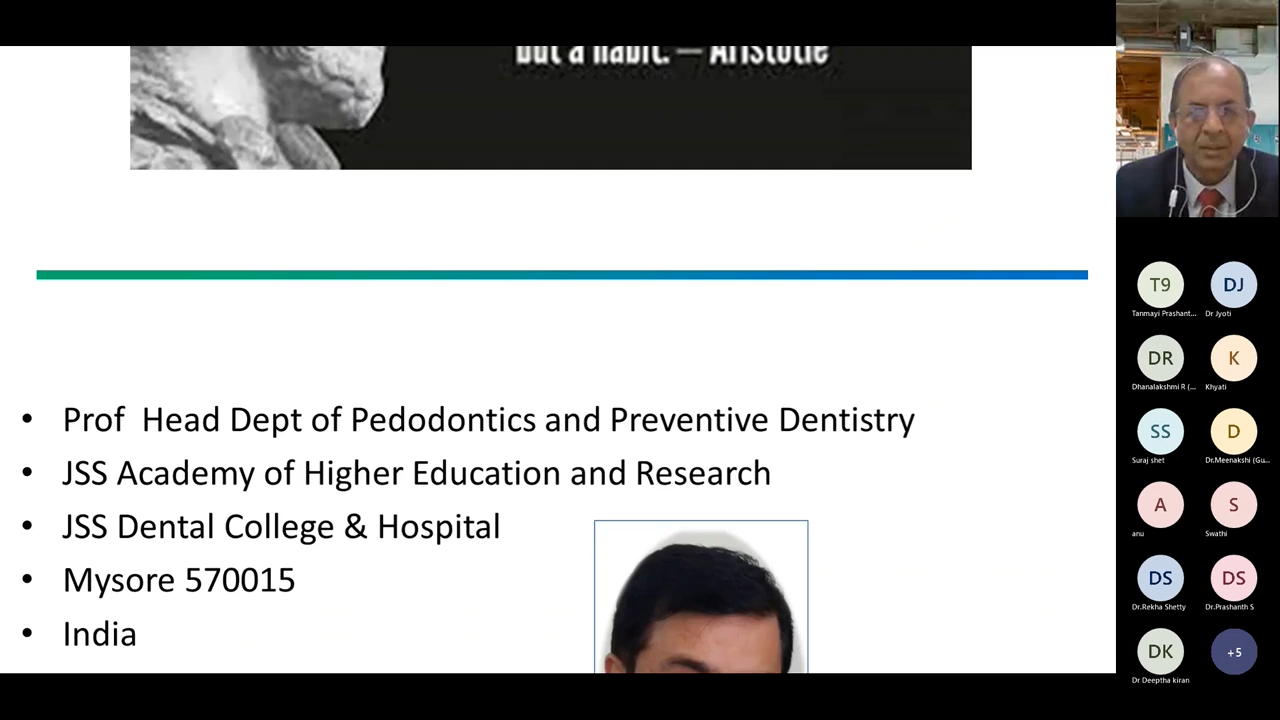 but a habit. — Aristotle
• Prof  Head Dept of Pedodontics and Preventive Dentistry
• JSS Academy of Higher Education and Research
• JSS Dental College & Hospital
• Mysore 570015
• India
T9
DJ
Tanmayi Prashant...
Dr Jyoti
DR
K
Dhanalakshmi R (...
Khyati
SS
D
Suraj shet
Dr.Meenakshi (Gu...
A
S
anu
Swathi
DS
DS
Dr.Rekha Shetty
Dr.Prashanth S
DK
+5
Dr Deeptha kiran